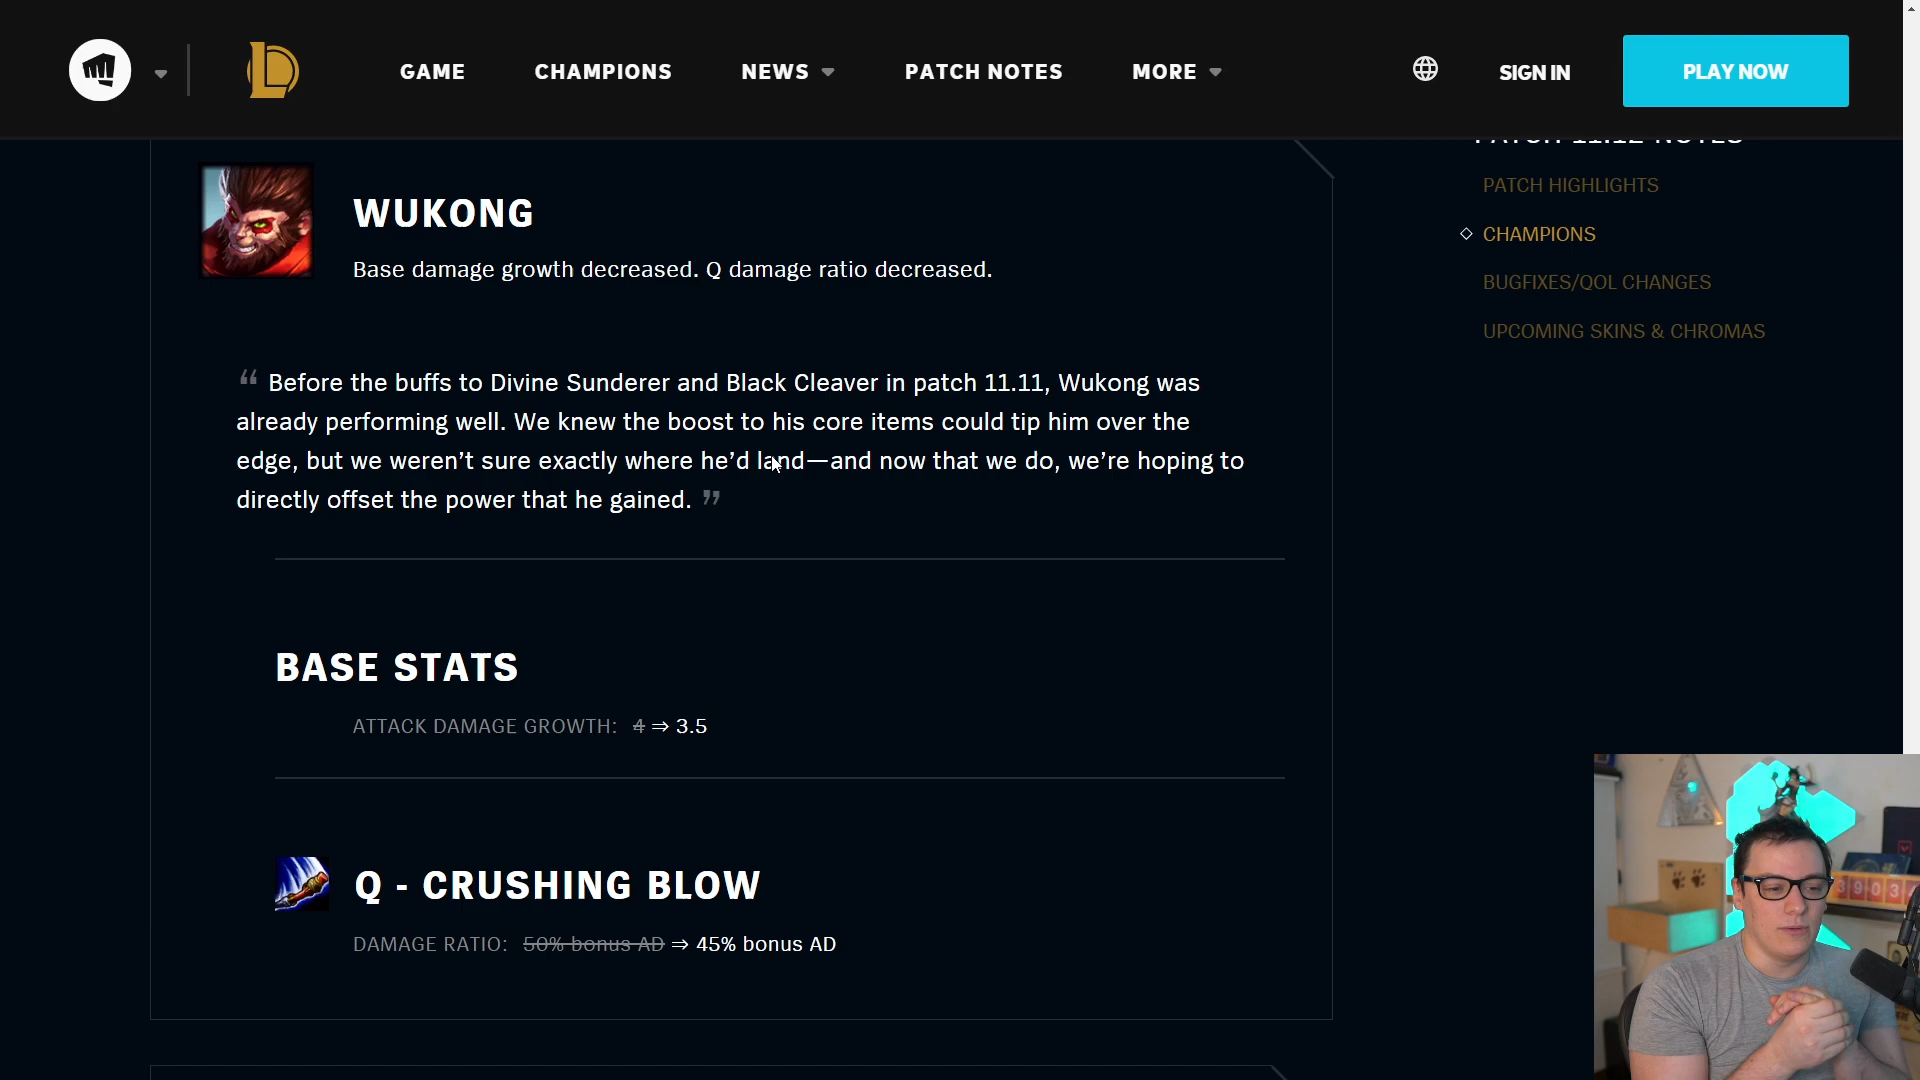 GAME
CHAMPIONS
NEWS
PATCH NOTES
MORE
SIGN IN
PLAY NOW
PATCH 11.12 NOTES
PATCH HIGHLIGHTS
CHAMPIONS
BUGFIXES/QOL CHANGES
UPCOMING SKINS & CHROMAS
WUKONG
Base damage growth decreased. Q damage ratio decreased.
“ Before the buffs to Divine Sunderer and Black Cleaver in patch 11.11, Wukong was
already performing well. We knew the boost to his core items could tip him over the
edge, but we weren’t sure exactly where he’d land—and now that we do, we’re hoping to
directly offset the power that he gained. ”
BASE STATS
ATTACK DAMAGE GROWTH: 4 ⇒ 3.5
Q - CRUSHING BLOW
DAMAGE RATIO: 50% bonus AD ⇒ 45% bonus AD